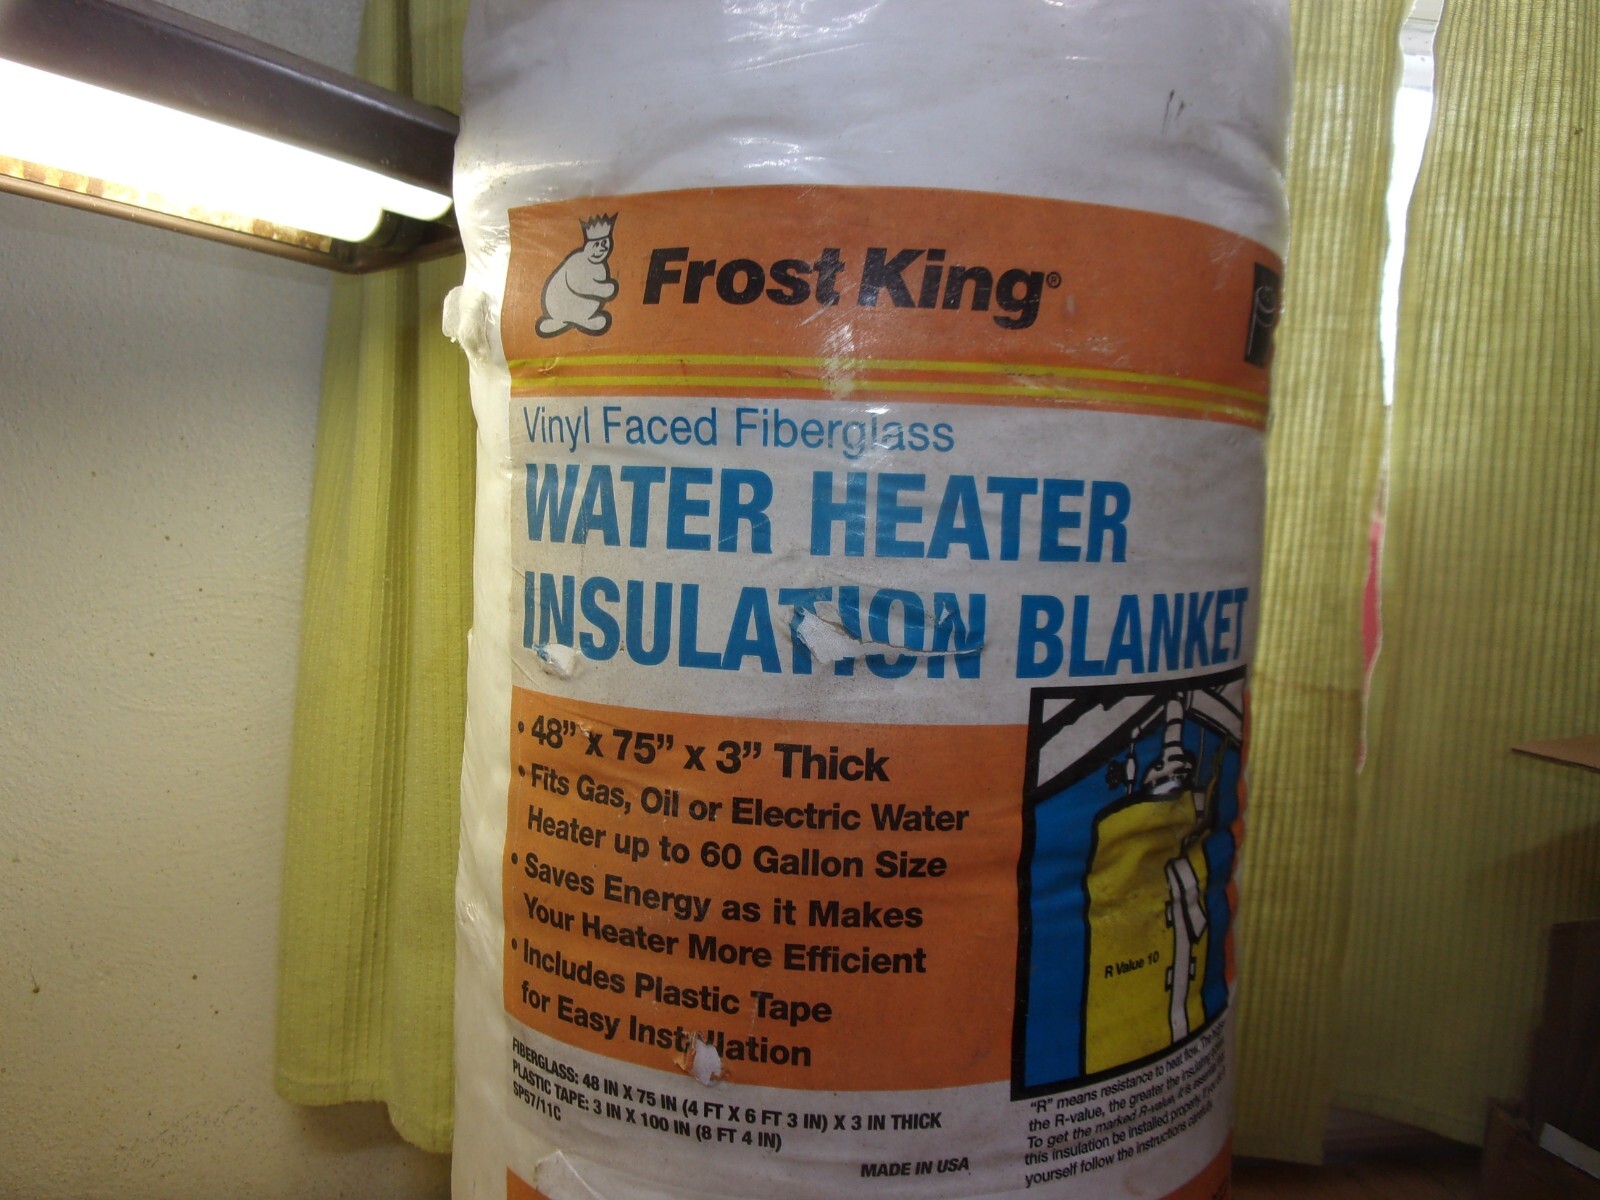 Frost King®
Vinyl Faced Fiberglass
WATER HEATER
INSULATION BLANKET
• 48” x 75” x 3” Thick
• Fits Gas, Oil or Electric Water
Heater up to 60 Gallon Size
• Saves Energy as it Makes
Your Heater More Efficient
• Includes Plastic Tape
for Easy Installation
R Value 10
FIBERGLASS: 48 IN X 75 IN (4 FT X 6 FT 3 IN) X 3 IN THICK
PLASTIC TAPE: 3 IN X 100 IN (8 FT 4 IN)
SP57/11C
MADE IN USA
"R" means resistance to heat flow. The
the R-value, the greater the insulating
To get the marked R-value, it is essential
this insulation be installed properly. If you
yourself follow the instructions carefully.